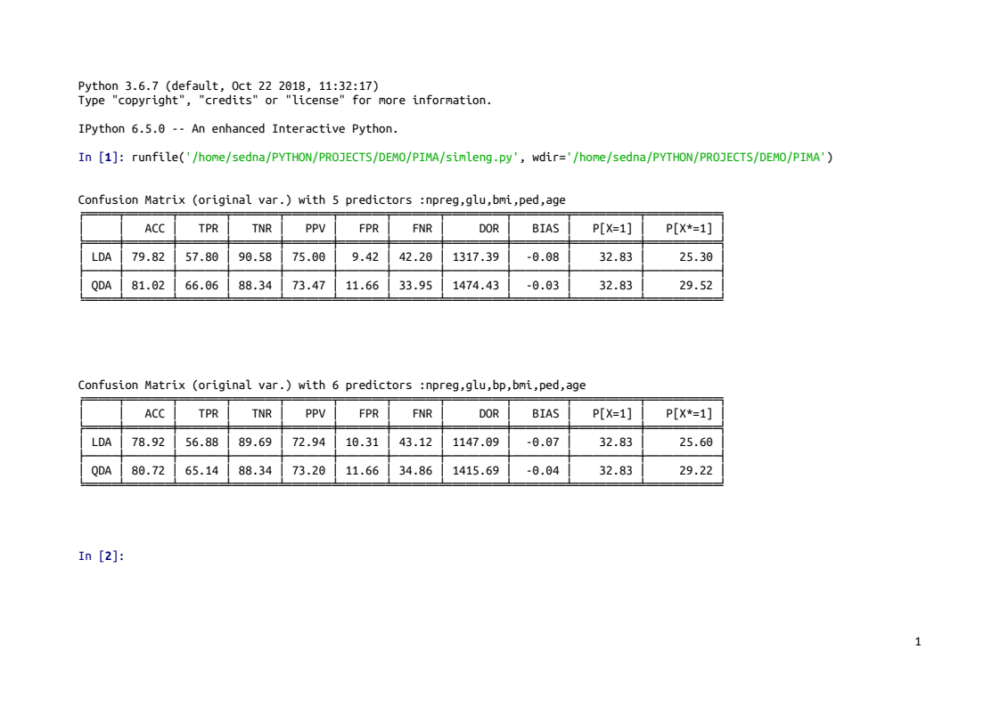 Python 3.6.7 (default, Oct 22 2018, 11:32:17)
Type "copyright", "credits" or "license" for more information.
IPython 6.5.0 -- An enhanced Interactive Python.
In [1]: runfile('/home/sedna/PYTHON/PROJECTS/DEMO/PIMA/simleng.py', wdir='/home/sedna/PYTHON/PROJECTS/DEMO/PIMA')
Confusion Matrix (original var.) with 5 predictors :npreg,glu,bmi,ped,age
ACC TPR TNR PPV FPR FNR DOR BIAS P[X=1] P[X*=1]
LDA 79.82 57.80 90.58 75.00 9.42 42.20 1317.39 -0.08 32.83 25.30
QDA 81.02 66.06 88.34 73.47 11.66 33.95 1474.43 -0.03 32.83 29.52
Confusion Matrix (original var.) with 6 predictors :npreg,glu,bp,bmi,ped,age
ACC TPR TNR PPV FPR FNR DOR BIAS P[X=1] P[X*=1]
LDA 78.92 56.88 89.69 72.94 10.31 43.12 1147.09 -0.07 32.83 25.60
QDA 80.72 65.14 88.34 73.20 11.66 34.86 1415.69 -0.04 32.83 29.22
In [2]:
1